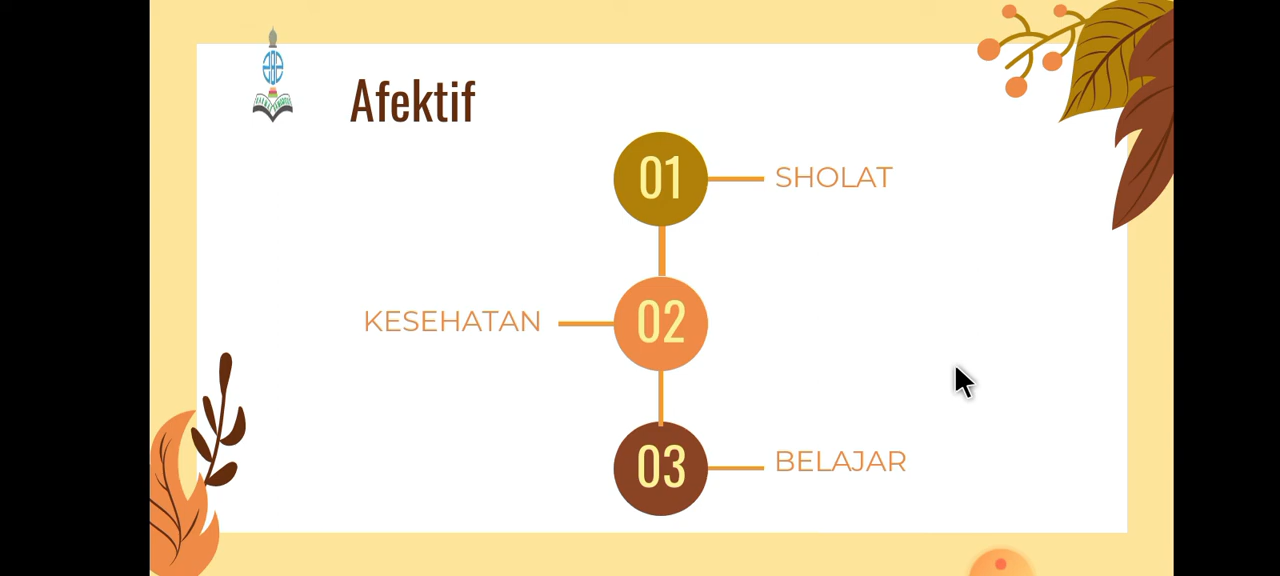 Afektif
01
SHOLAT
KESEHATAN
02
03
BELAJAR